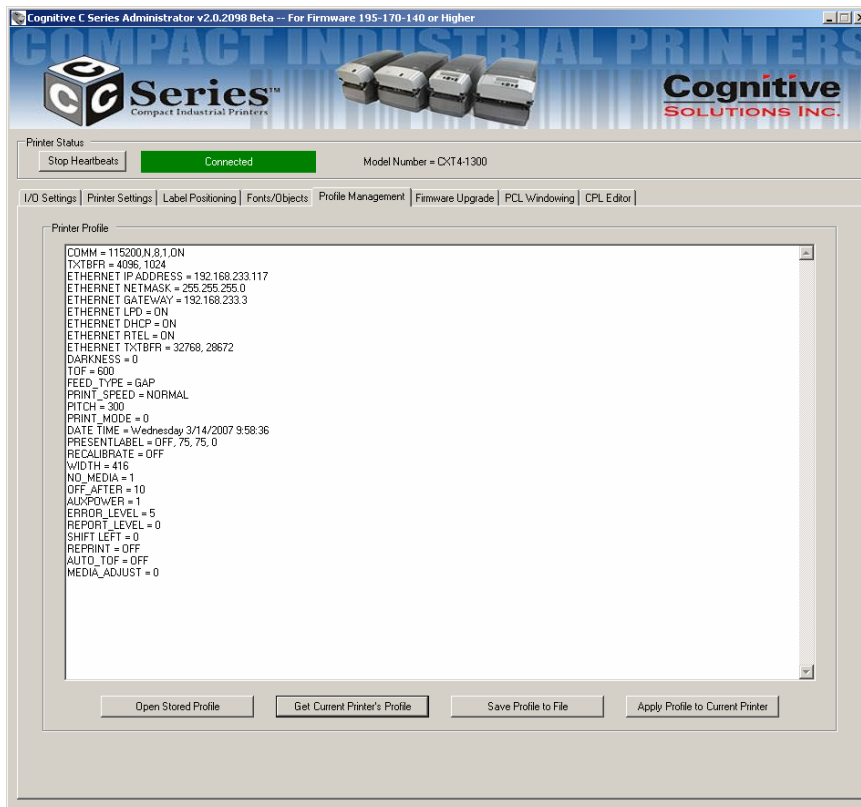 Cognitive C Series Administrator v2.0.2098 Beta -- For Firmware 195-170-140 or Higher
COMPACT INDUSTRIAL PRINTERS
C C C Series™
Compact Industrial Printers
Cognitive
SOLUTIONS INC.
Printer Status
Stop Heartbeats Connected Model Number = CXT4-1300
I/O Settings Printer Settings Label Positioning Fonts/Objects Profile Management Firmware Upgrade PCL Windowing CPL Editor
Printer Profile
COMM = 115200,N,8,1,ON
TXTBFR = 4096, 1024
ETHERNET IP ADDRESS = 192.168.233.117
ETHERNET NETMASK = 255.255.255.0
ETHERNET GATEWAY = 192.168.233.3
ETHERNET LPD = ON
ETHERNET DHCP = ON
ETHERNET RTEL = ON
ETHERNET TXTBFR = 32768, 28672
DARKNESS = 0
TOF = 600
FEED_TYPE = GAP
PRINT_SPEED = NORMAL
PITCH = 300
PRINT_MODE = 0
DATE TIME = Wednesday 3/14/2007 9:58:36
PRESENTLABEL = OFF, 75, 75, 0
RECALIBRATE = OFF
WIDTH = 416
NO_MEDIA = 1
OFF_AFTER = 10
AUXPOWER = 1
ERROR_LEVEL = 5
REPORT_LEVEL = 0
SHIFT LEFT = 0
REPRINT = OFF
AUTO_TOF = OFF
MEDIA_ADJUST = 0
Open Stored Profile Get Current Printer's Profile Save Profile to File Apply Profile to Current Printer